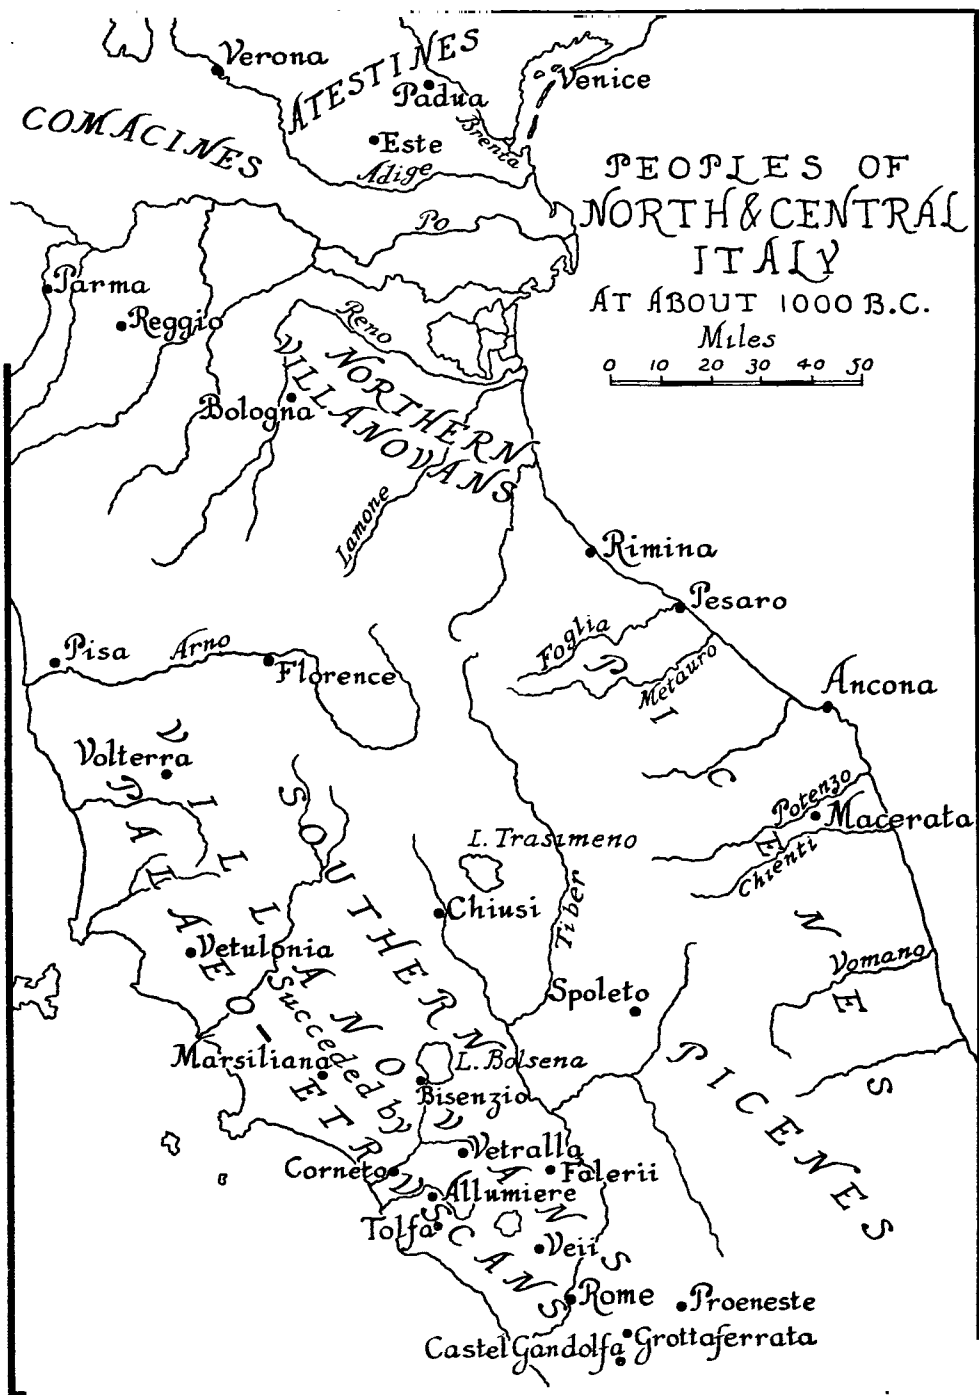 Verona
ATESTINES
Padua
Venice
COMACINES
Este
Brenta
Adige
PEOPLES OF
NORTH & CENTRAL
ITALY
AT ABOUT 1000 B.C.
Miles
0 10 20 30 40 50
Po
Parma
Reggio
Reno
NORTHERN
VILLANOVANS
Bologna
Lamone
Rimina
Pesaro
Foglia
Metauro
Pisa
Arno
Florence
Ancona
PICENES
Volterra
VILLANOVANS
PALAEO-ETRUSCANS
SOUTHERN
Potenzo
Macerata
Chienti
L. Trasimeno
Chiusi
Tiber
Vetulonia
Succeded by
Vomano
Spoleto
PICENES
Marsiliana
L. Bolsena
Bisenzio
Vetralla
Corneto
Falerii
Allumiere
Tolfa
Veii
Rome
Proeneste
Grottaferrata
Castel Gandolfa